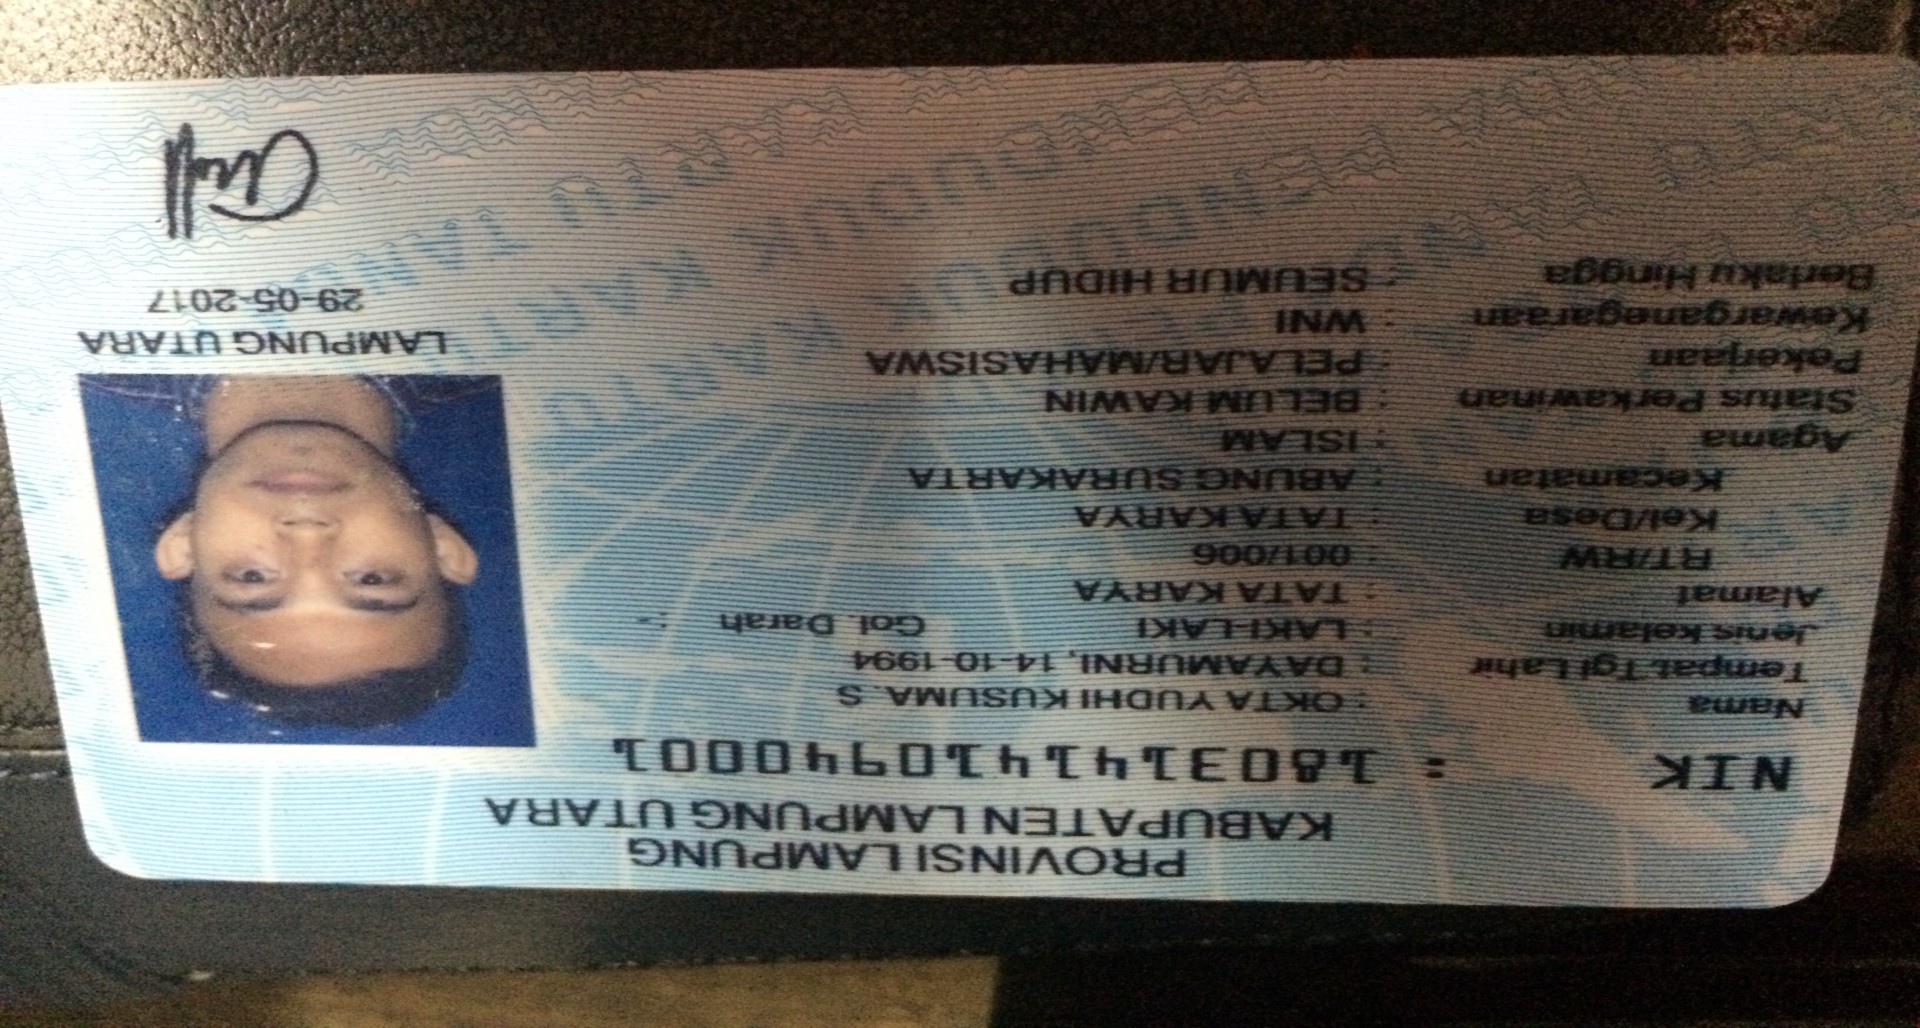 PROVINSI LAMPUNG
KABUPATEN LAMPUNG UTARA
NIK : 1803141410940001
Nama : OKTA YUDHI KUSUMA. S
Tempat.Tgl Lahir : DAYAMURNI, 14-10-1994
Jenis kelamin : LAKI-LAKI Gol. Darah : -
Alamat : TATA KARYA
RT/RW : 001/006
Kel/Desa : TATA KARYA
Kecamatan : ABUNG SURAKARTA
Agama : ISLAM
Status Perkawinan : BELUM KAWIN
Pekerjaan : PELAJAR/MAHASISWA
Kewarganegaraan : WNI
Berlaku Hingga : SEUMUR HIDUP
LAMPUNG UTARA
29-05-2017